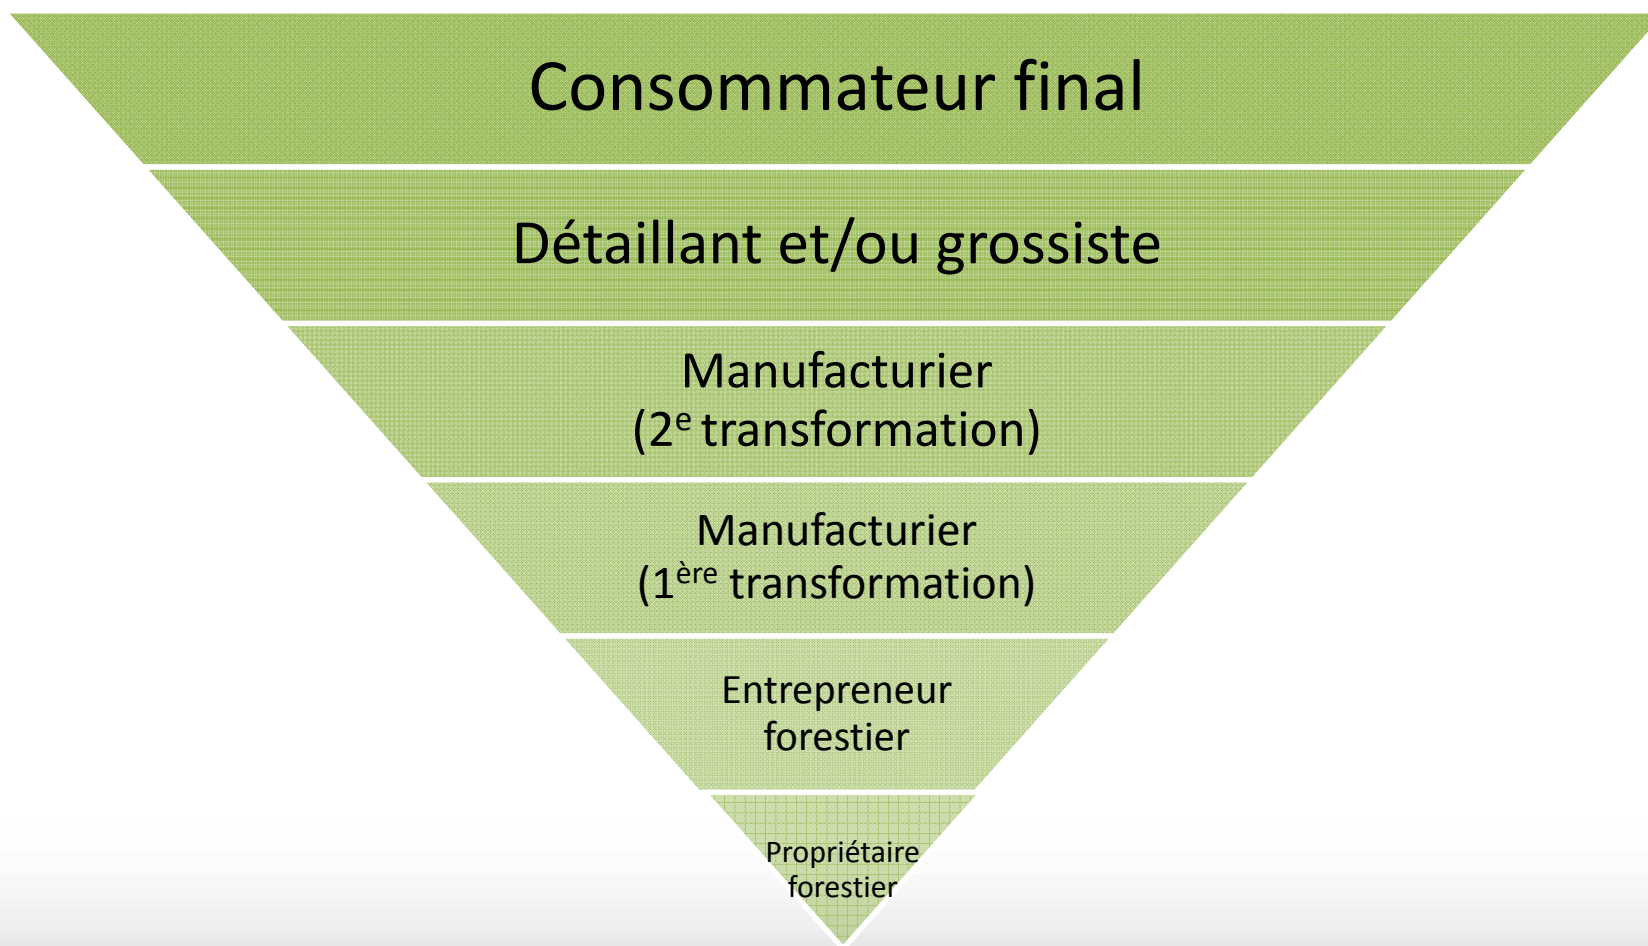 Consommateur final
Détaillant et/ou grossiste
Manufacturier
(2e transformation)
Manufacturier
(1ère transformation)
Entrepreneur
forestier
Propriétaire
forestier